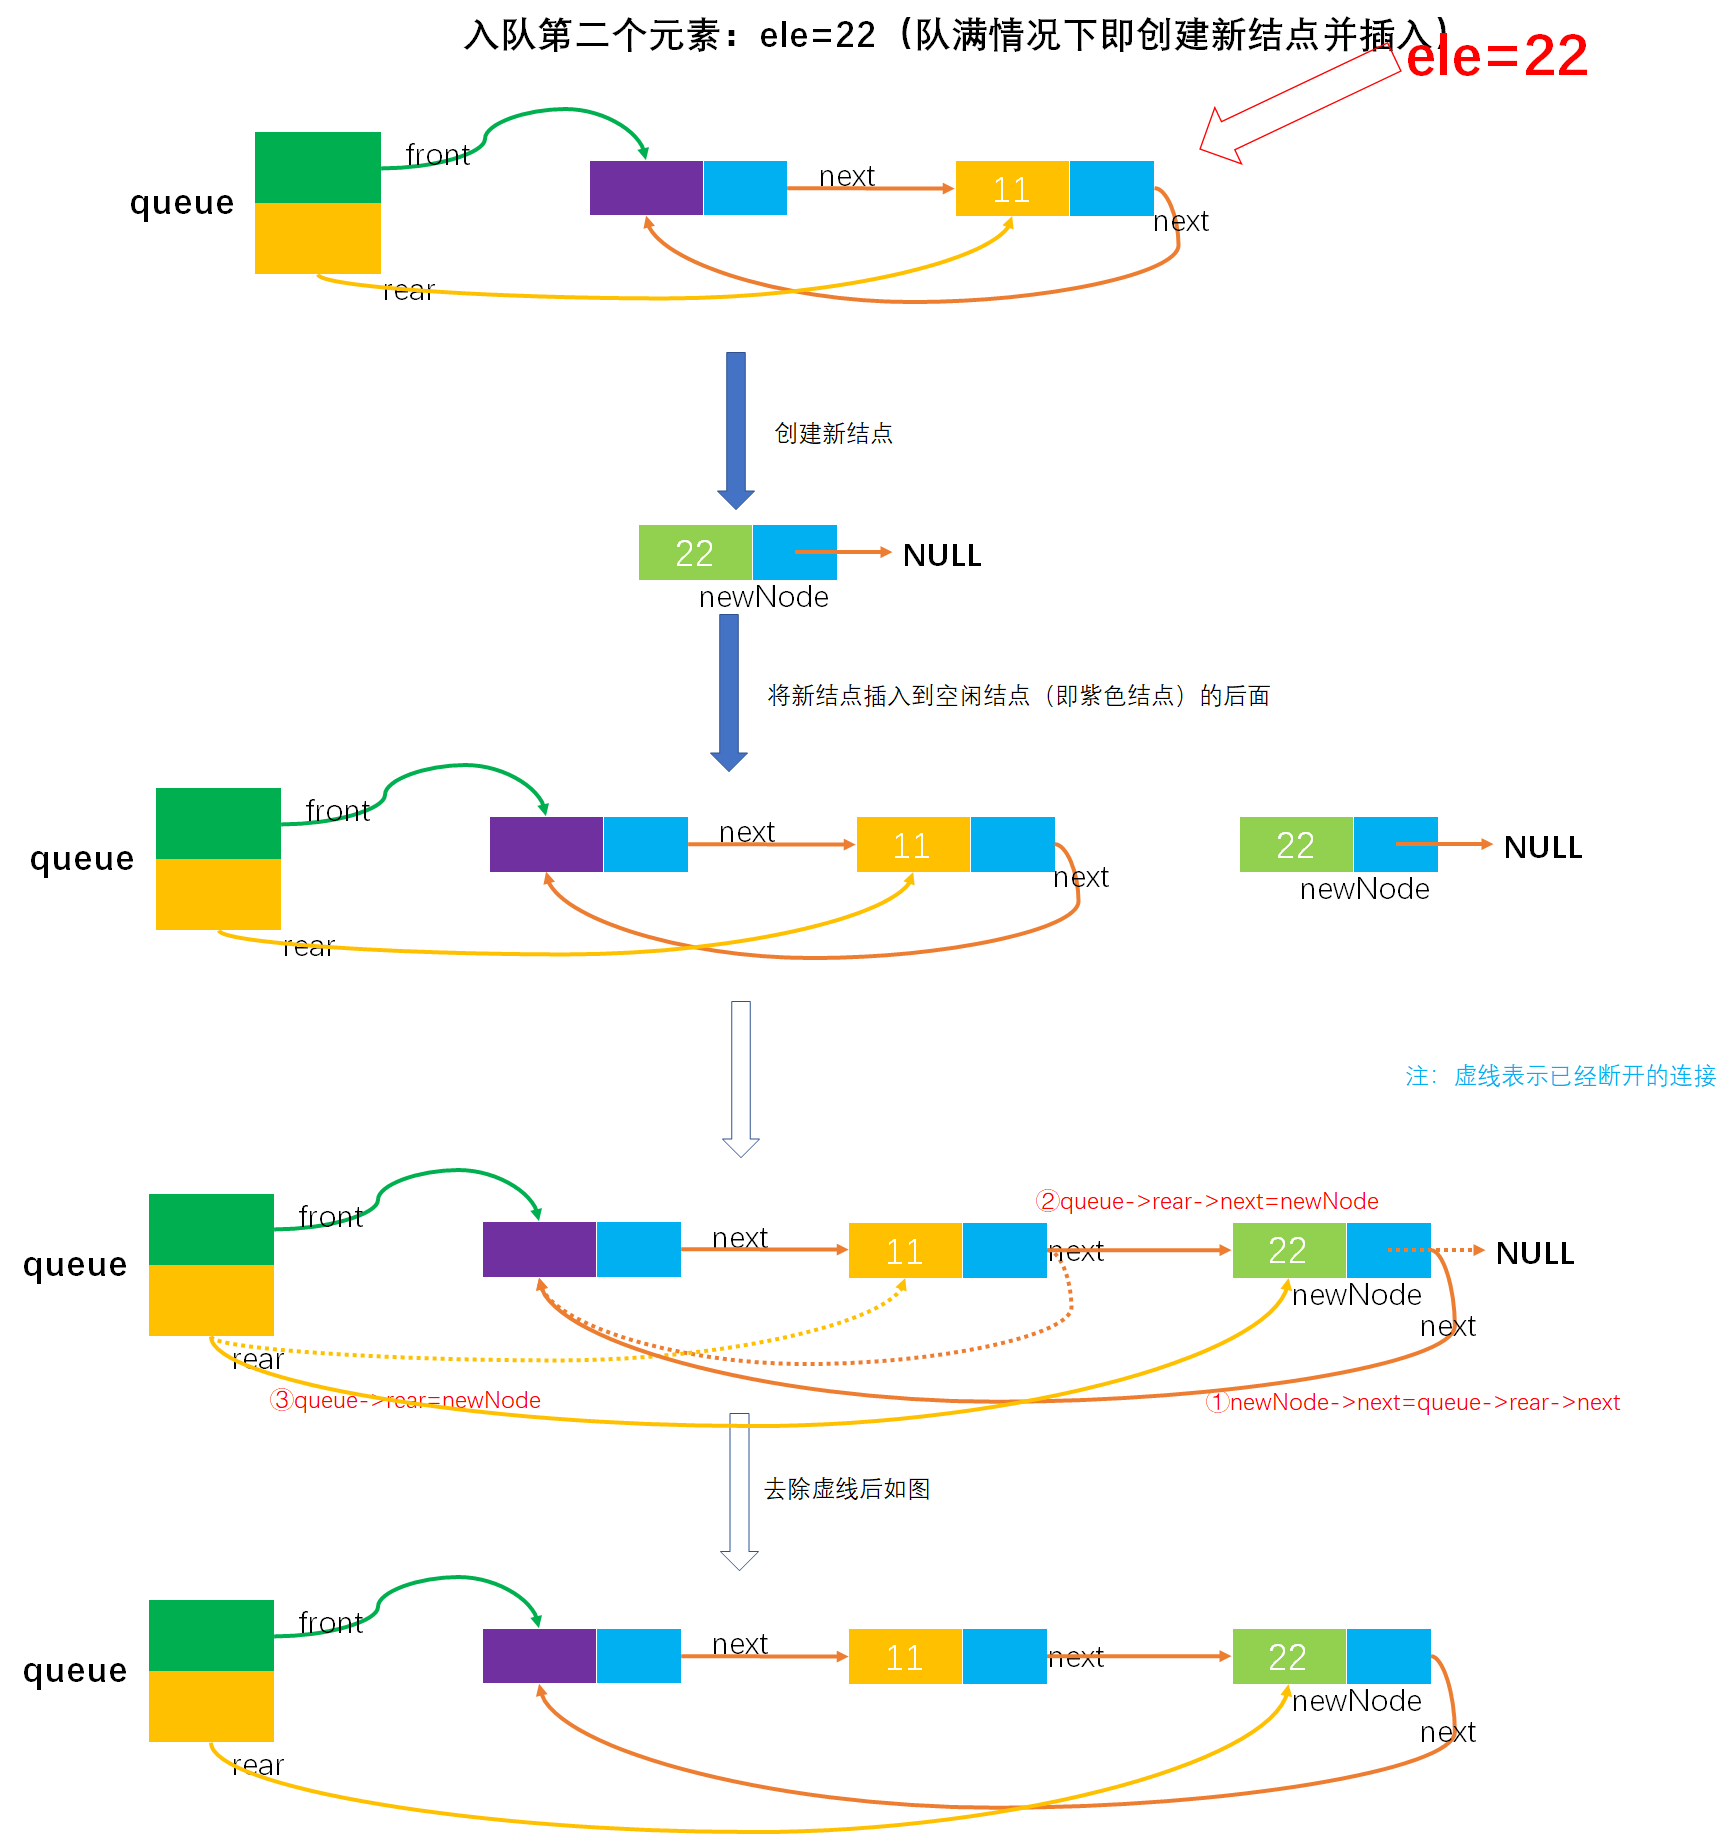 入队第二个元素：ele=22（队满情况下即创建新结点并插入）
ele=22
front
next
11
queue
next
rear
创建新结点
22
NULL
newNode
将新结点插入到空闲结点（即紫色结点）的后面
front
next
11
22
NULL
queue
next
newNode
rear
注：虚线表示已经断开的连接
②queue->rear->next=newNode
front
next
11
next
22
NULL
queue
newNode
next
rear
③queue->rear=newNode
①newNode->next=queue->rear->next
去除虚线后如图
front
next
11
next
22
queue
newNode
next
rear